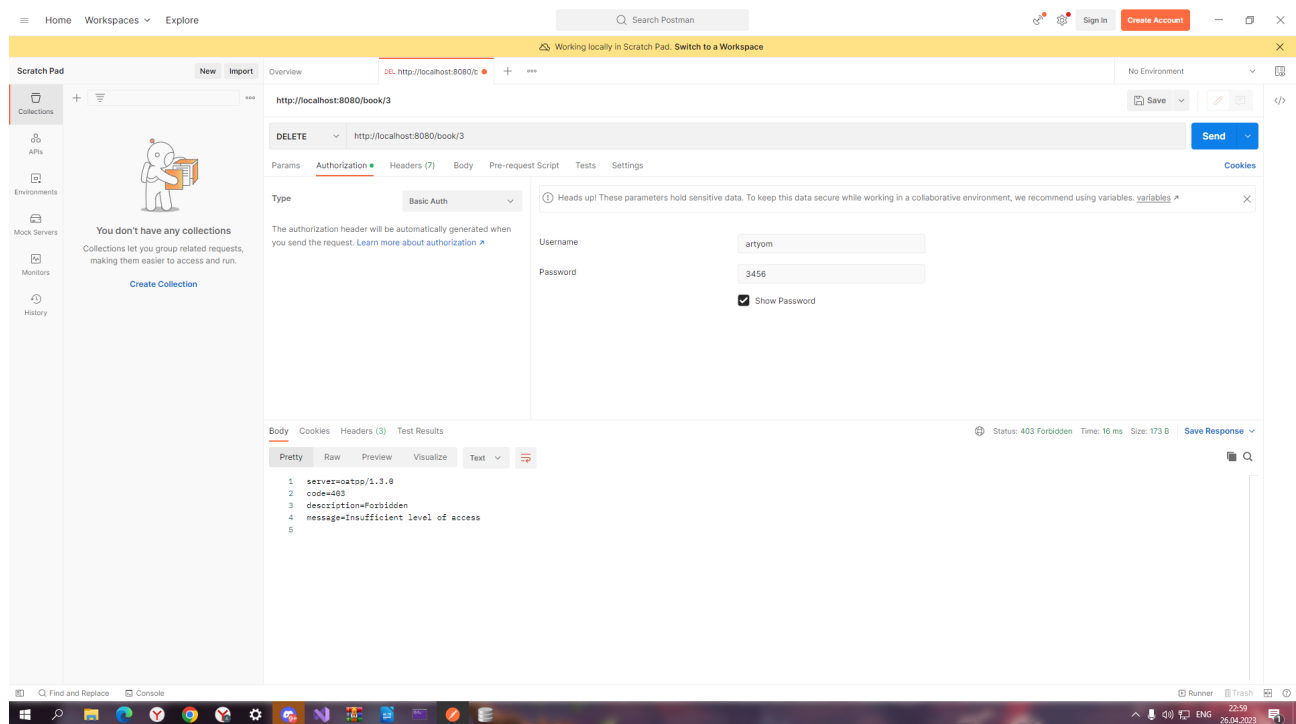 Home Workspaces Explore Search Postman Sign In Create Account
Working locally in Scratch Pad. Switch to a Workspace
Scratch Pad New Import Overview DEL http://localhost:8080/b No Environment
Collections
http://localhost:8080/book/3 Save
DELETE http://localhost:8080/book/3 Send
APIs
Params Authorization Headers (7) Body Pre-request Script Tests Settings Cookies
Environments
Type Basic Auth Heads up! These parameters hold sensitive data. To keep this data secure while working in a collaborative environment, we recommend using variables. variables
Mock Servers
You don't have any collections
Collections let you group related requests,
making them easier to access and run.
Create Collection
Monitors
History
The authorization header will be automatically generated when
you send the request. Learn more about authorization
Username artyom
Password 3456
Show Password
Body Cookies Headers (3) Test Results Status: 403 Forbidden Time: 16 ms Size: 173 B Save Response
Pretty Raw Preview Visualize Text
1 server=oatpp/1.3.0
2 code=403
3 description=Forbidden
4 message=Insufficient level of access
5
Find and Replace Console Runner Trash
ENG 22:59
26.04.2023